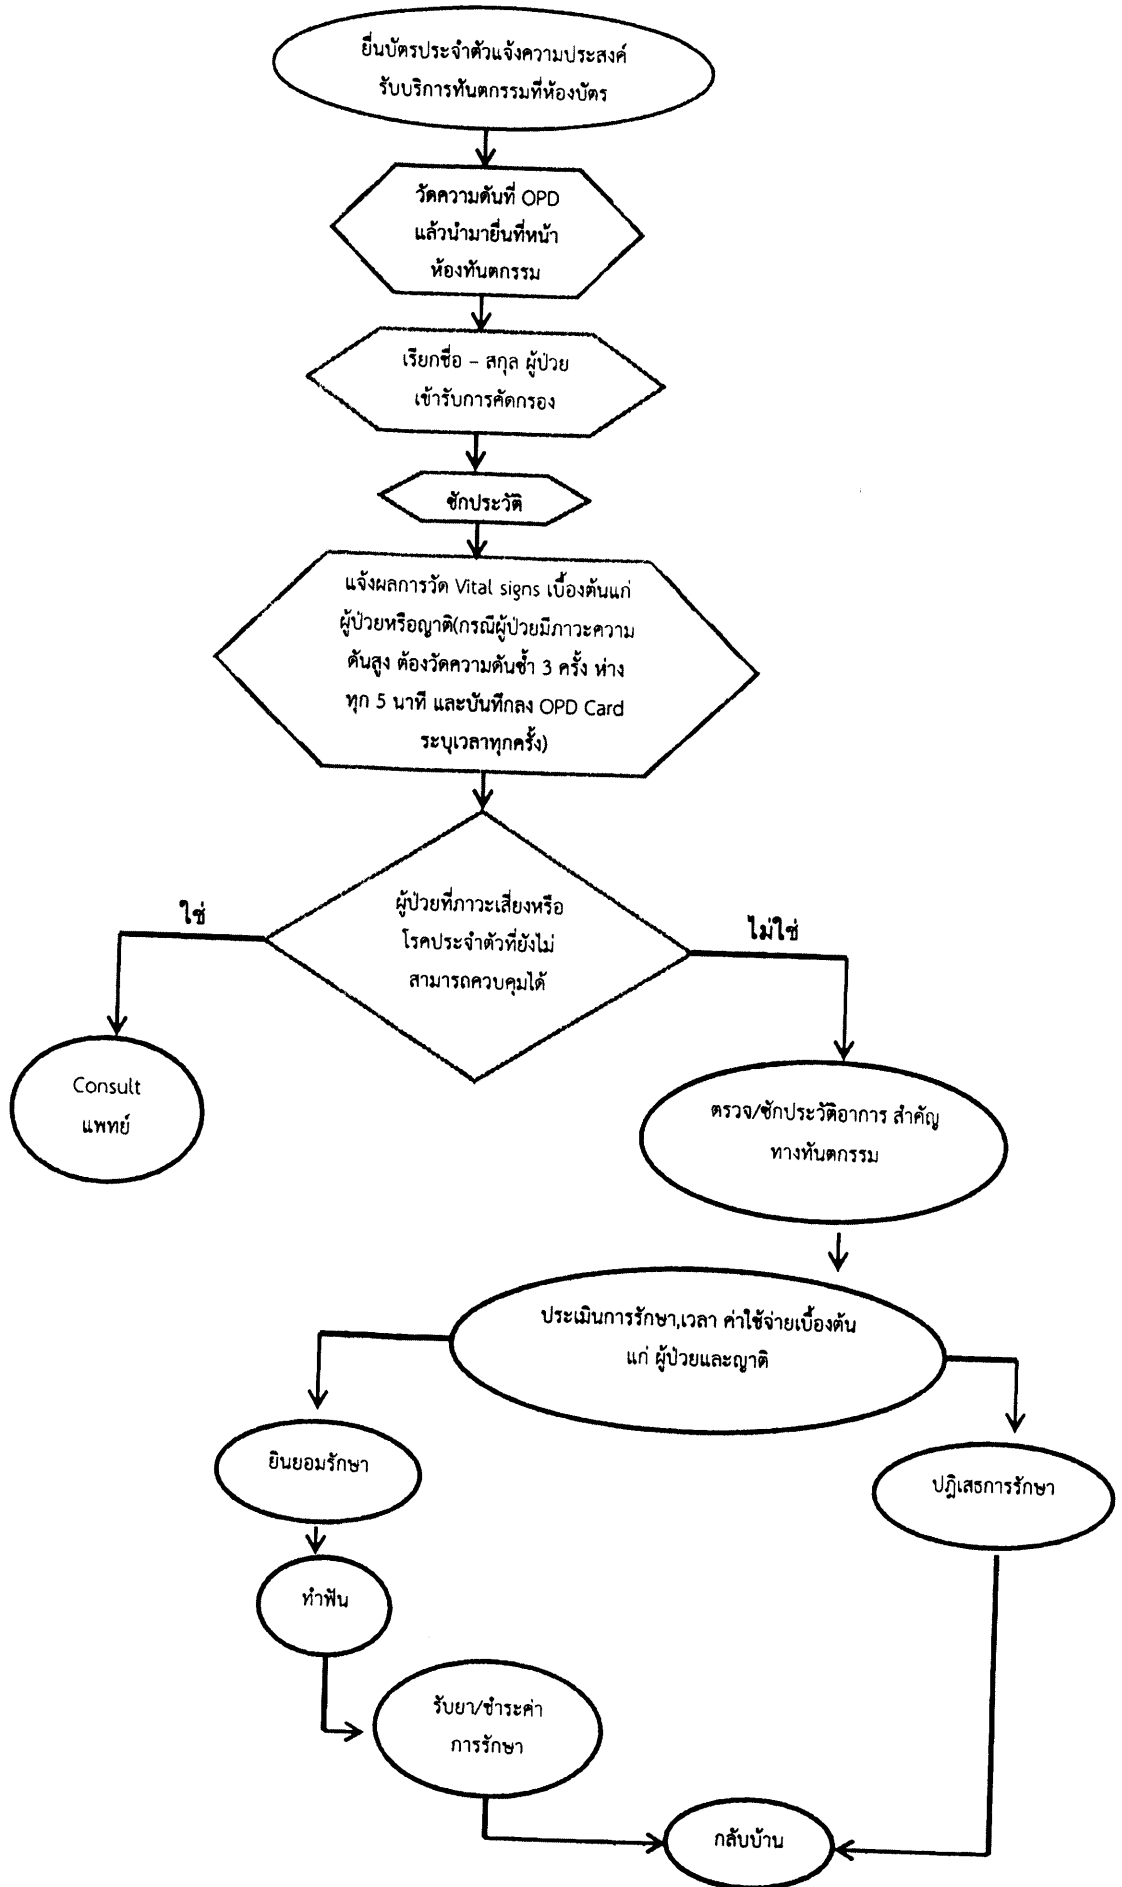 ยื่นบัตรประจำตัวแจ้งความประสงค์
รับบริการทันตกรรมที่ห้องบัตร
วัดความดันที่ OPD
แล้วนำมายื่นที่หน้า
ห้องทันตกรรม
เรียกชื่อ – สกุล ผู้ป่วย
เข้ารับการคัดกรอง
ซักประวัติ
แจ้งผลการวัด Vital signs เบื้องต้นแก่
ผู้ป่วยหรือญาติ(กรณีผู้ป่วยมีภาวะความ
ดันสูง ต้องวัดความดันซ้ำ 3 ครั้ง ห่าง
ทุก 5 นาที และบันทึกลง OPD Card
ระบุเวลาทุกครั้ง)
ผู้ป่วยที่ภาวะเสี่ยงหรือ
โรคประจำตัวที่ยังไม่
สามารถควบคุมได้
ใช่
ไม่ใช่
Consult
แพทย์
ตรวจ/ซักประวัติอาการ สำคัญ
ทางทันตกรรม
ประเมินการรักษา,เวลา ค่าใช้จ่ายเบื้องต้น
แก่ ผู้ป่วยและญาติ
ยินยอมรักษา
ปฎิเสธการรักษา
ทำฟัน
รับยา/ชำระค่า
การรักษา
กลับบ้าน